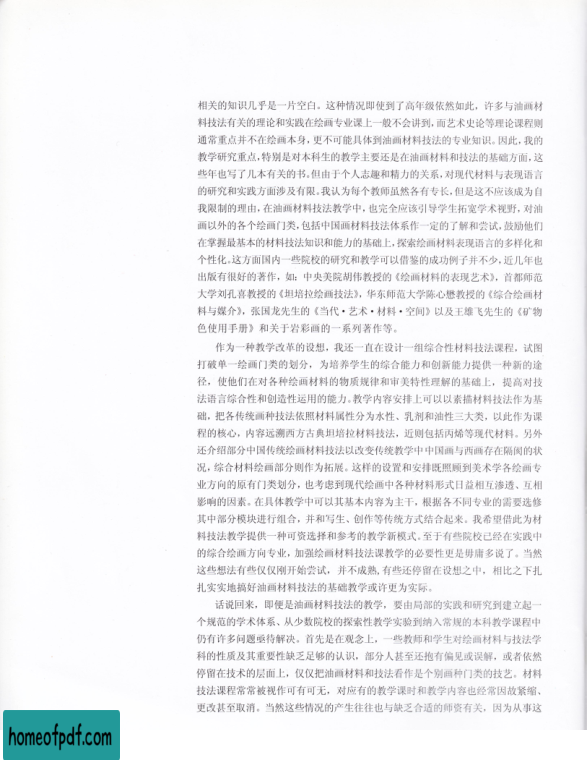 相关的知识几乎是一片空白。这种情况即使到了高年级依然如此，许多与油画材
料技法有关的理论和实践在绘画专业课上一般不会讲到，而艺术史论等理论课程则
通常重点并不在绘画本身，更不可能具体到油画材料技法的专业知识。因此，我的
教学研究重点，特别是对本科生的教学主要还是在油画材料和技法的基础方面，这
些年也写了几本有关的书。但由于个人志趣和精力的关系，对现代材料与表现语言
的研究和实践方面涉及有限。我认为每个教师虽然各有专长，但是这不应该成为自
我限制的理由，在油画材料技法教学中，也完全应该引导学生拓宽学术视野，对油
画以外的各个绘画门类，包括中国画材料技法体系作一定的了解和尝试，鼓励他们
在掌握最基本的材料技法知识和能力的基础上，探索绘画材料表现语言的多样化和
个性化。这方面国内一些院校的研究和教学可以借鉴的成功例子并不少，近几年也
出版有很好的著作，如：中央美院胡伟教授的《绘画材料的表现艺术》，首都师范
大学刘孔喜教授的《坦培拉绘画技法》，华东师范大学陈心懋教授的《综合绘画材
料与媒介》，张国龙先生的《当代·艺术·材料·空间》以及王雄飞先生的《矿物
色使用手册》和关于岩彩画的一系列著作等。
作为一种教学改革的设想，我还一直在设计一组综合性材料技法课程，试图
打破单一绘画门类的划分，为培养学生的综合能力和创新能力提供一种新的途
径，使他们在对各种绘画材料的物质规律和审美特性理解的基础上，提高对技
法语言综合性和创造性运用的能力。教学内容安排上可以以素描材料技法作为基
础，把各传统画种技法依照材料属性分为水性、乳剂和油性三大类，以此作为课
程的核心，内容远溯西方古典坦培拉材料技法，近则包括丙烯等现代材料。另外
还介绍部分中国传统绘画材料技法以改变传统教学中中国画与西画存在隔阂的状
况，综合材料绘画部分则作为拓展。这样的设置和安排既照顾到美术学各绘画专
业方向的原有门类划分，也考虑到现代绘画中各种材料形式日益相互渗透、互相
影响的因素。在具体教学中可以其基本内容为主干，根据各不同专业的需要选修
其中部分模块进行组合，并和写生、创作等传统方式结合起来。我希望借此为材
料技法教学提供一种可资选择和参考的教学新模式。至于有些院校已经在实践中
的综合绘画方向专业，加强绘画材料技法课教学的必要性更是毋庸多说了。当然
这些想法有些仅仅刚开始尝试，并不成熟，有些还停留在设想之中，相比之下扎
扎实实地搞好油画材料技法的基础教学或许更为实际。
话说回来，即便是油画材料技法的教学，要由局部的实践和研究到建立起一
个规范的学术体系、从少数院校的探索性教学实验到纳入常规的本科教学课程中
仍有许多问题亟待解决。首先是在观念上，一些教师和学生对绘画材料与技法学
科的性质及其重要性缺乏足够的认识，部分人甚至还抱有偏见或误解，或者依然
停留在技术的层面上，仅仅把油画材料和技法看作是个别画种门类的技艺。材料
技法课程常常被视作可有可无，对应有的教学课时和教学内容也经常因故紧缩、
更改甚至取消。当然这些情况的产生往往也与缺乏合适的师资有关，因为从事这
homeofpdf.com